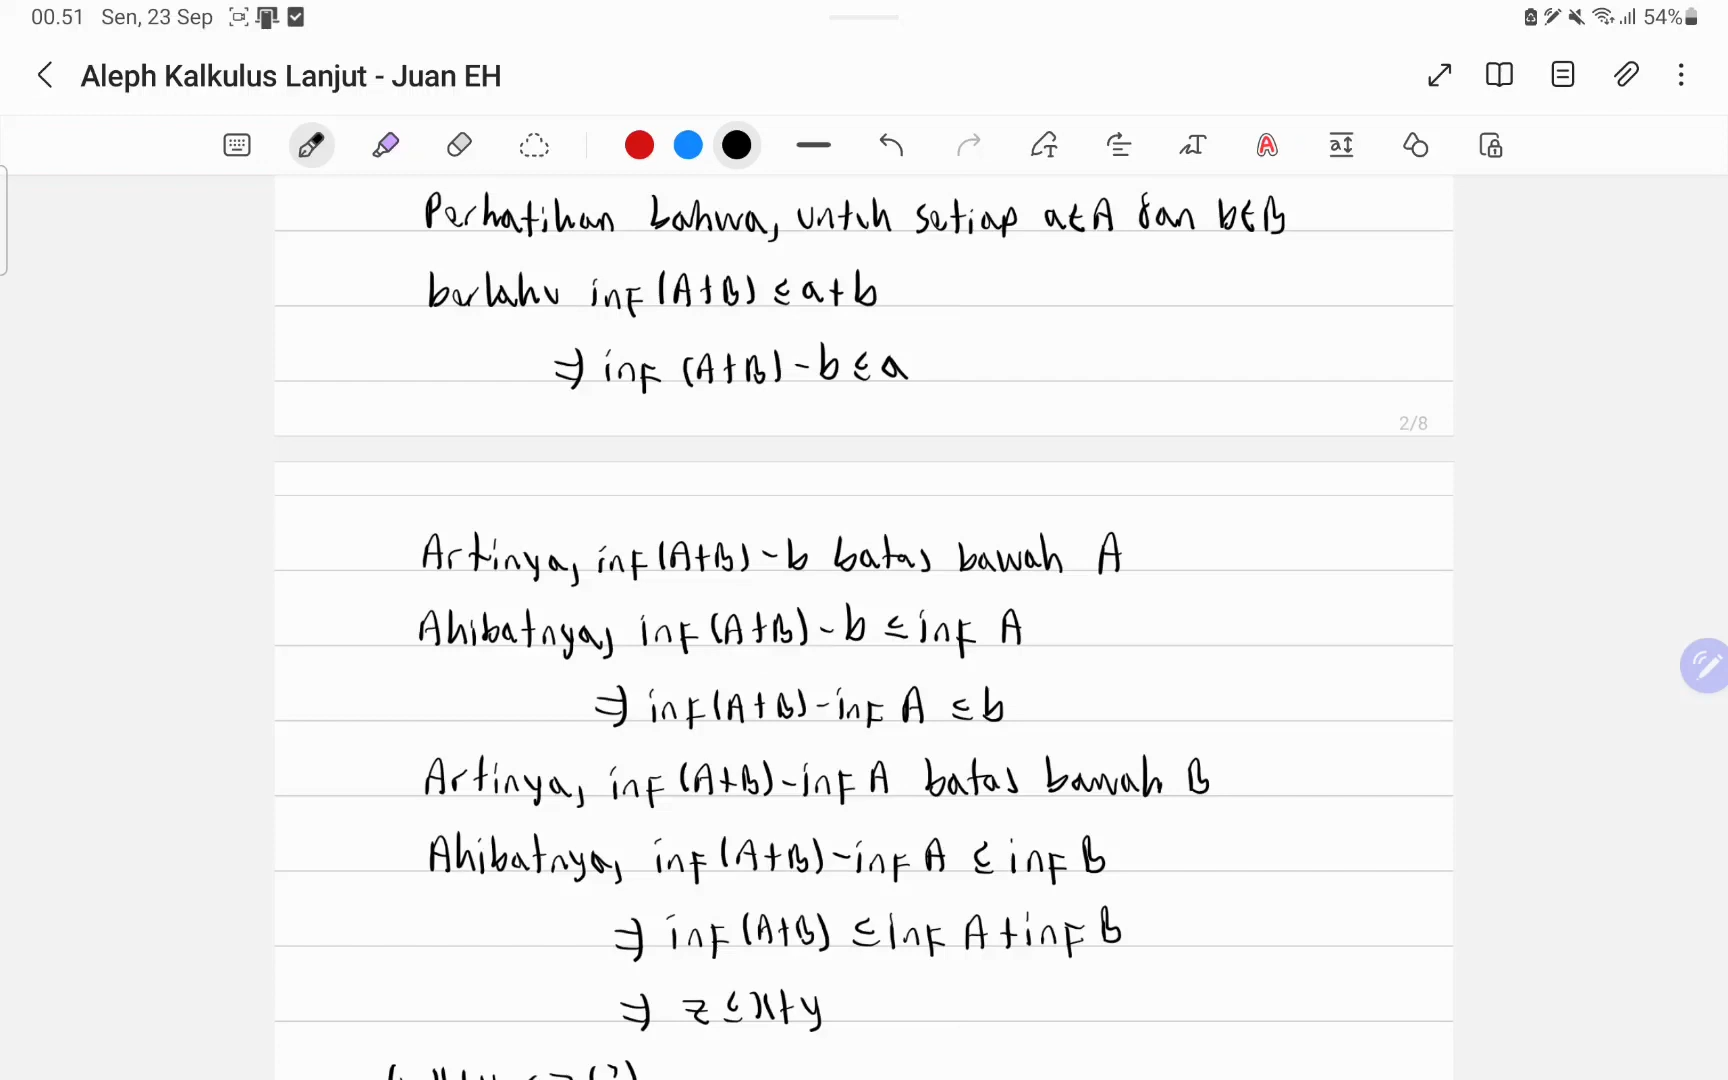 00.51 Sen, 23 Sep 54%
Aleph Kalkulus Lanjut - Juan EH
Perhatikan bahwa, untuk setiap a∈A dan b∈B
berlaku inf(A+B) ≤ a+b
⇒ inf (A+B) - b ≤ a
2/8
Artinya, inf(A+B) - b batas bawah A
Akibatnya, inf(A+B) - b ≤ inf A
⇒ inf(A+B) - inf A ≤ b
Artinya, inf(A+B) - inf A batas bawah B
Akibatnya, inf(A+B) - inf A ≤ inf B
⇒ inf(A+B) ≤ inf A + inf B
⇒ z ≤ x+y